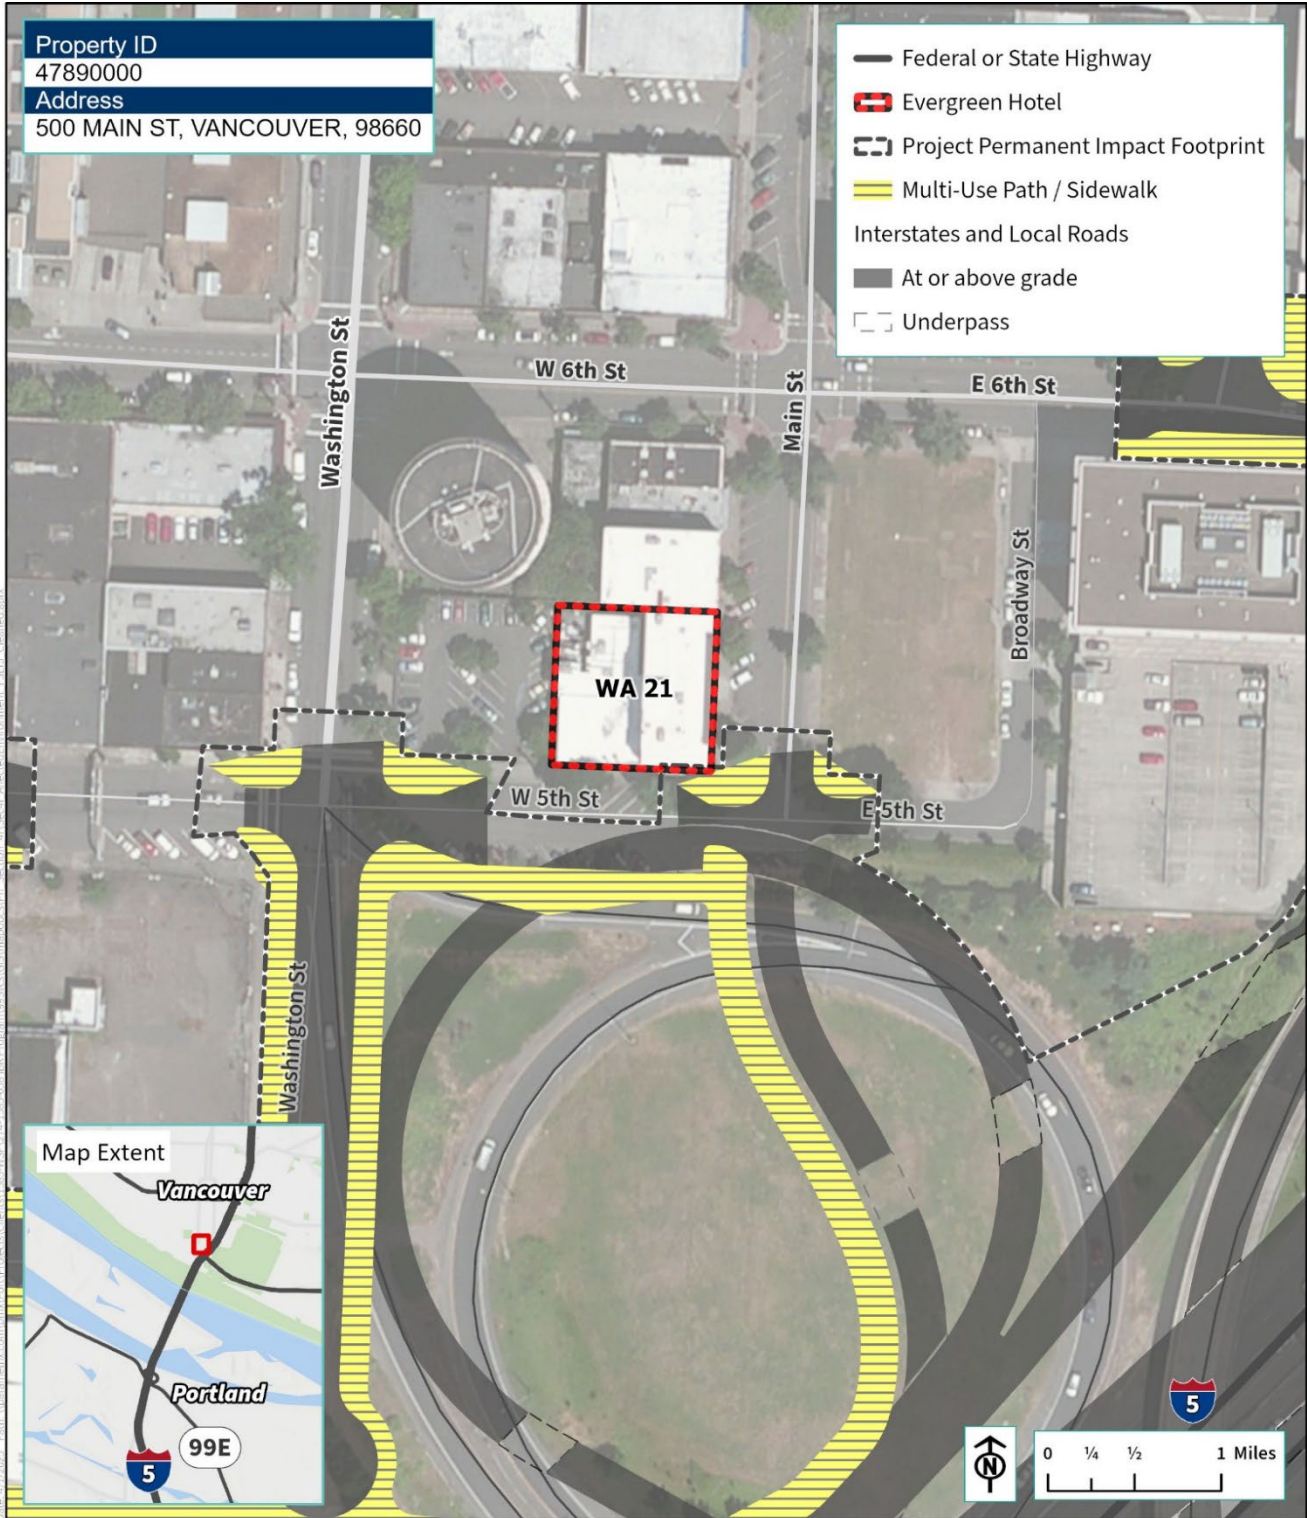 Property ID
47890000
Address
500 MAIN ST, VANCOUVER, 98660
Federal or State Highway
Evergreen Hotel
Project Permanent Impact Footprint
Multi-Use Path / Sidewalk
Interstates and Local Roads
At or above grade
Underpass
Washington St
W 6th St
Main St
E 6th St
Broadway St
WA 21
W 5th St
E 5th St
Washington St
Map Extent
Vancouver
Portland
99E
5
5
N
0 ¼ ½ 1 Miles